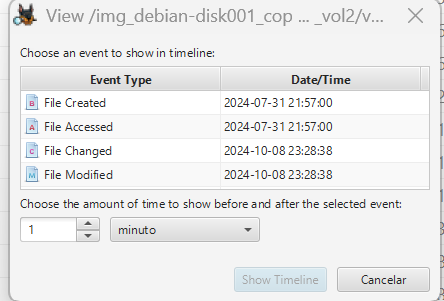 View /img_debian-disk001_cop ... _vol2/v...
Choose an event to show in timeline:
Event Type Date/Time
B File Created 2024-07-31 21:57:00
A File Accessed 2024-07-31 21:57:00
C File Changed 2024-10-08 23:28:38
M File Modified 2024-10-08 23:28:38
Choose the amount of time to show before and after the selected event:
1 minuto
Show Timeline Cancelar